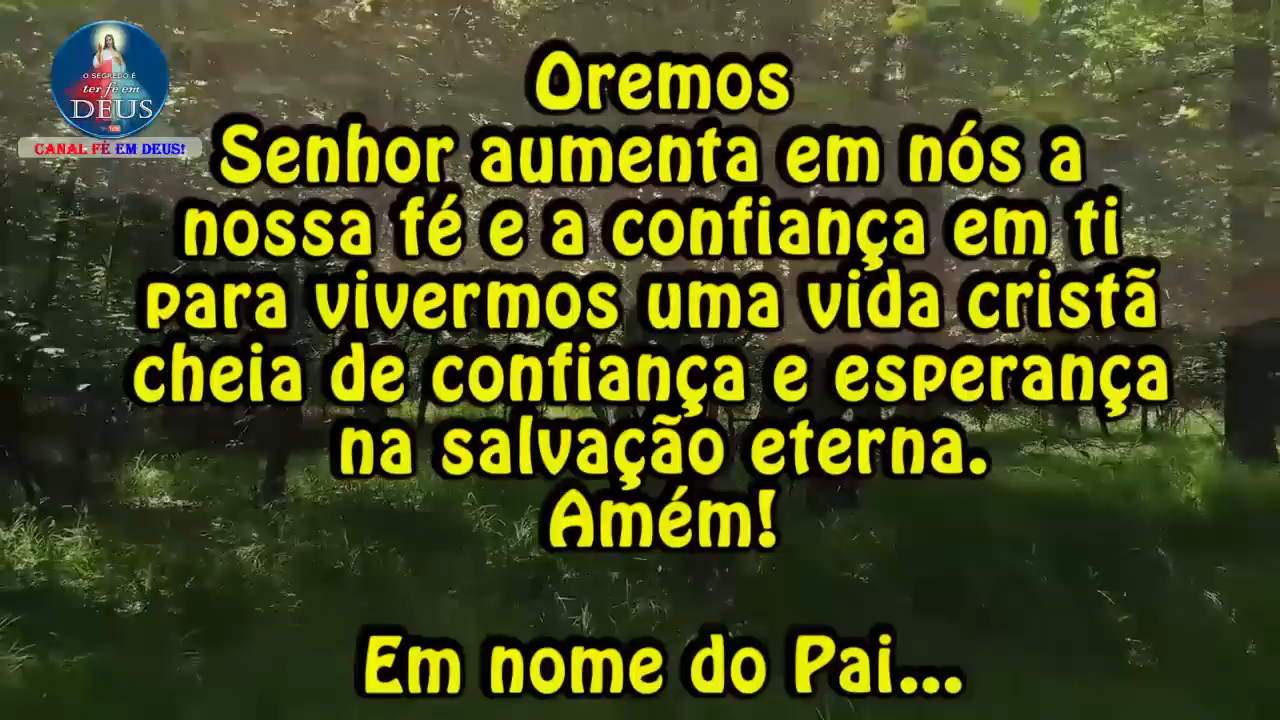 O SEGREDO É
ter fé em
DEUS
CANAL FÉ EM DEUS!
Oremos
Senhor aumenta em nós a
nossa fé e a confiança em ti
para vivermos uma vida cristã
cheia de confiança e esperança
na salvação eterna.
Amém!
Em nome do Pai...